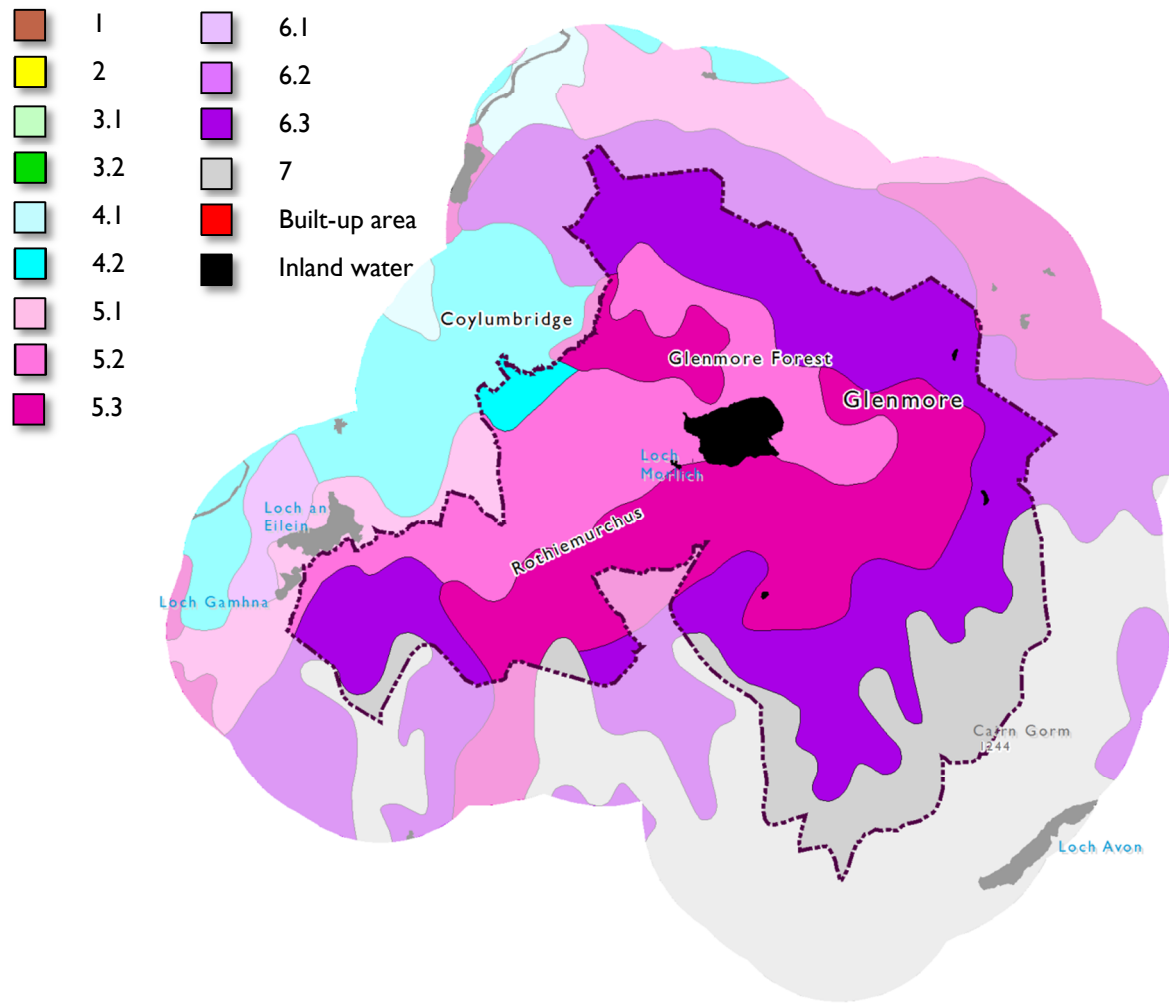 1
2
3.1
3.2
4.1
4.2
5.1
5.2
5.3
6.1
6.2
6.3
7
Built-up area
Inland water
Coylumbridge
Glenmore Forest
Glenmore
Loch
Morlich
Loch an
Eilein
Rothiemurchus
Loch Gamhna
Cairn Gorm
1244
Loch Avon